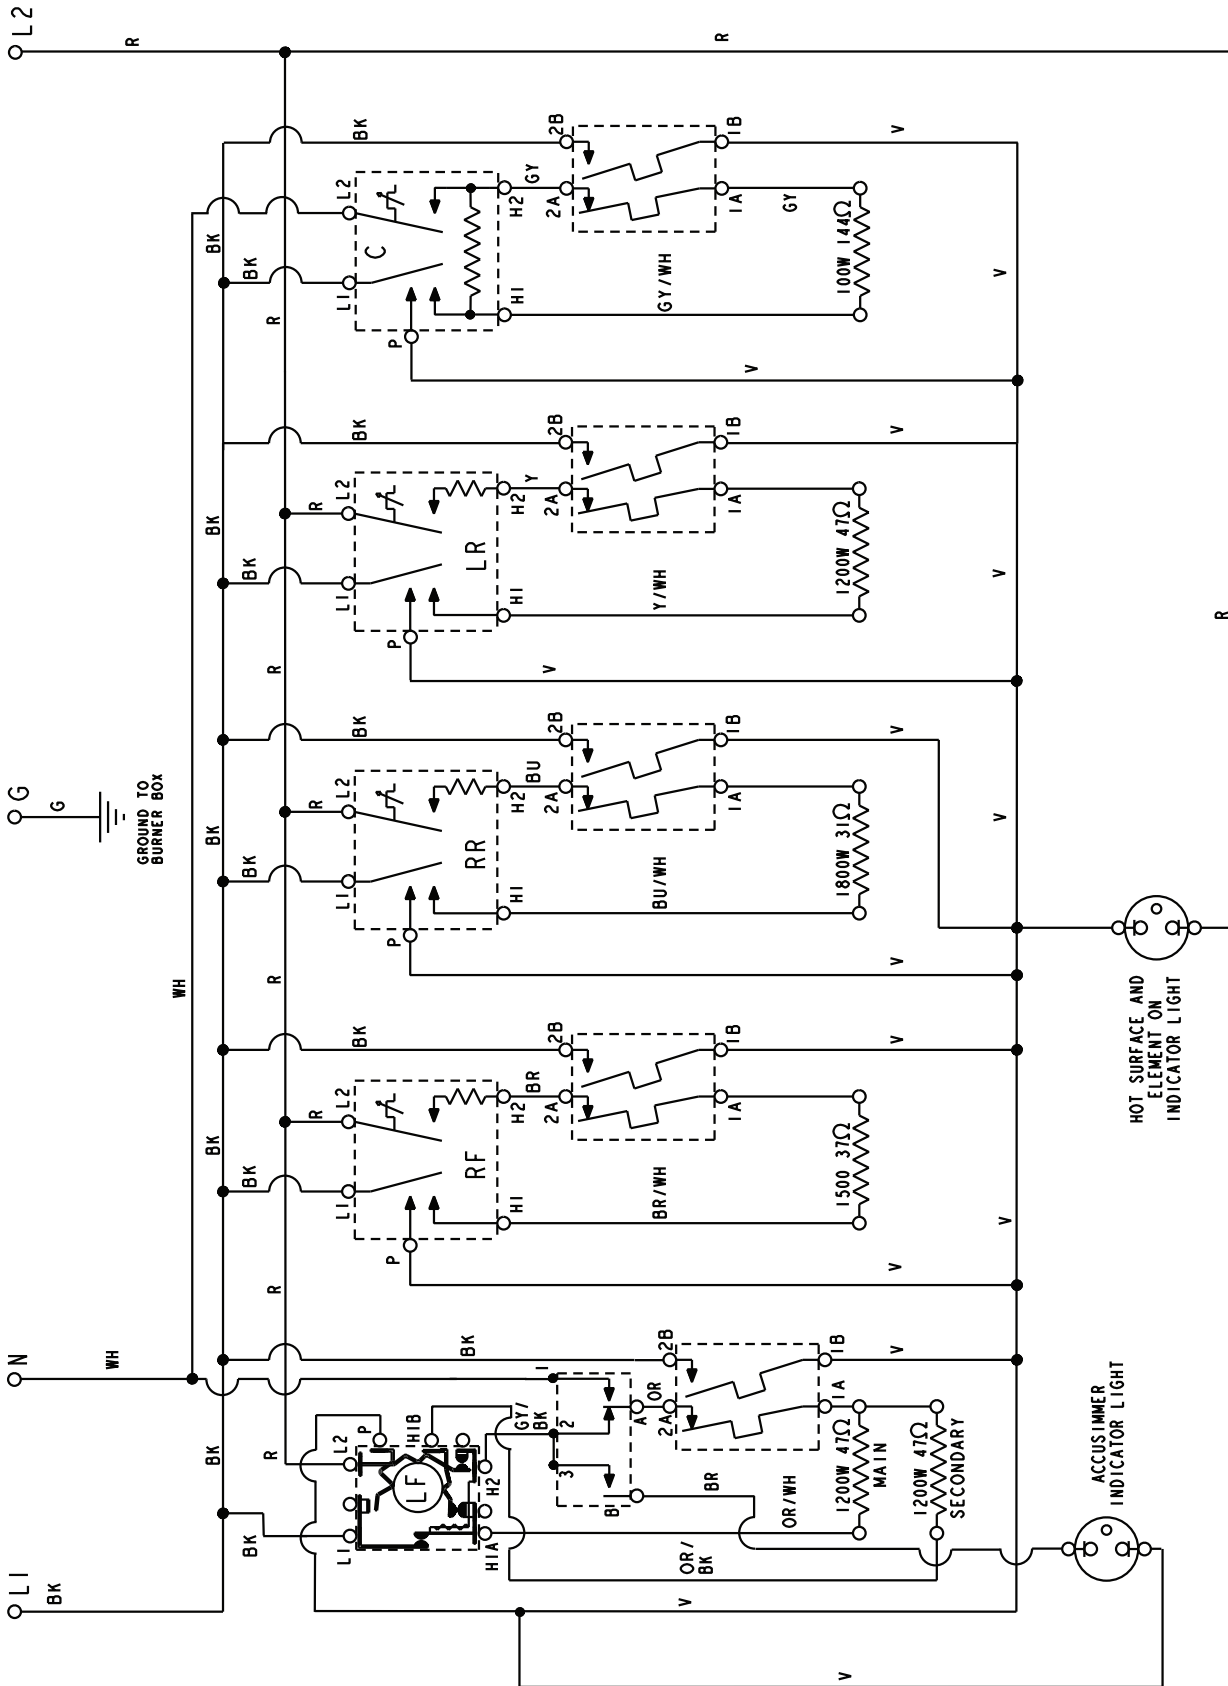 L2
R
R
BK
2B
1B
V
L2
GY
H2
2A
1A
GY
BK
BK
C
L1
H1
GY/WH
100W 144Ω
V
R
P
V
BK
2B
1B
V
L2
R
Y
H2
2A
1A
BK
BK
LR
L1
H1
Y/WH
1200W 47Ω
V
R
P
V
R
BK
2B
1B
V
L2
R
BU
H2
2A
1A
G
G
GROUND TO
BURNER BOX
BK
BK
RR
L1
H1
BU/WH
1800W 31Ω
V
P
V
WH
R
HOT SURFACE AND
ELEMENT ON
INDICATOR LIGHT
BK
2B
1B
V
L2
R
BR
H2
2A
1A
BK
BK
RF
L1
H1
BR/WH
1500 37Ω
V
P
V
R
N
WH
BK
2B
1B
V
1
OR
A
2A
1A
GY/
BK
2
3
B
P
H1B
L2
R
LF
H2
BK
BK
L1
H1A
BR
OR/WH
1200W 47Ω
MAIN
1200W 47Ω
SECONDARY
ACCUSIMMER
INDICATOR LIGHT
OR/
BK
L1
BK
V
V